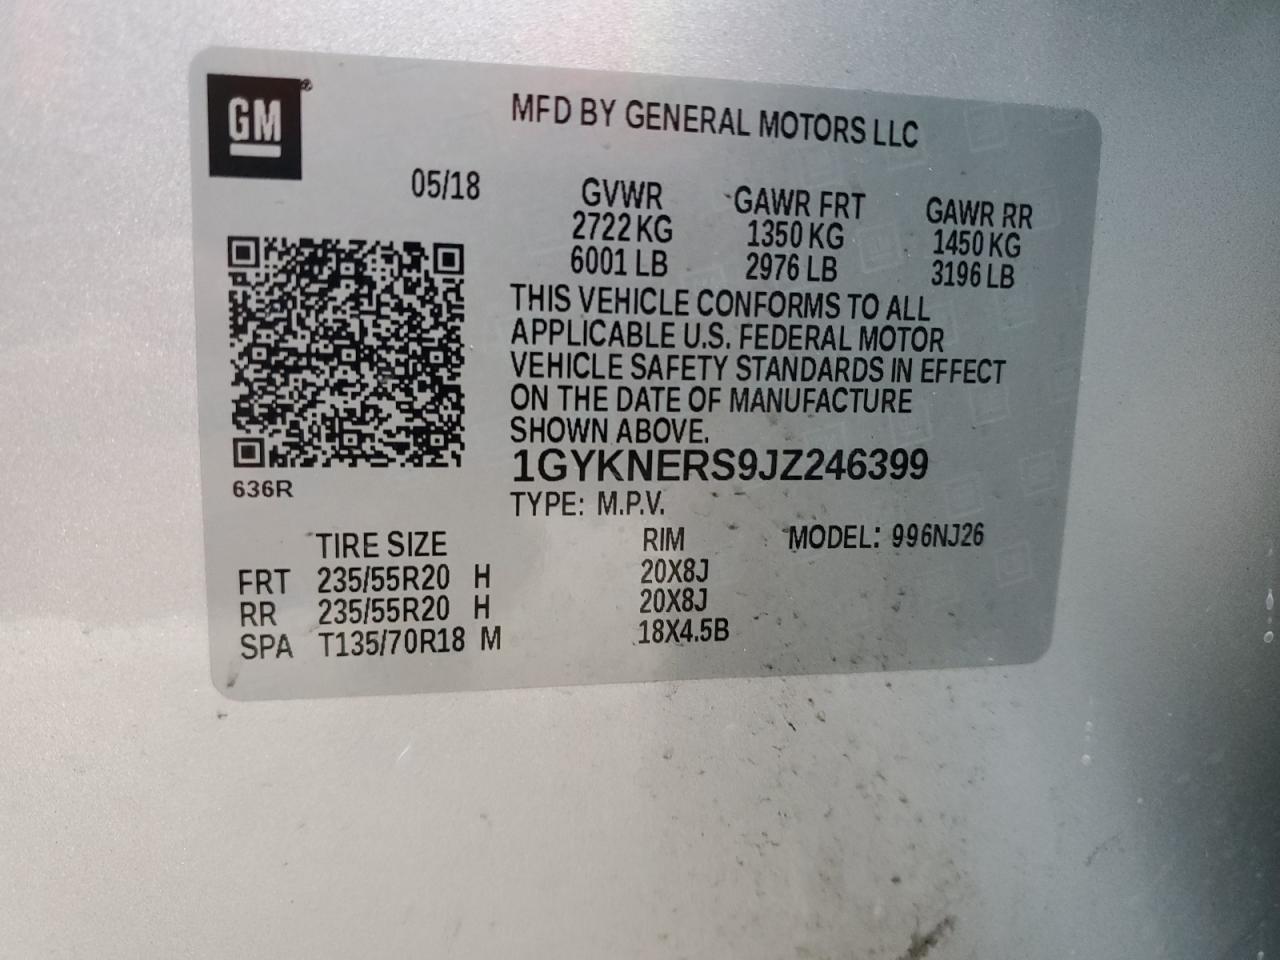 GM
MFD BY GENERAL MOTORS LLC
05/18
GVWR GAWR FRT GAWR RR
2722 KG 1350 KG 1450 KG
6001 LB 2976 LB 3196 LB
THIS VEHICLE CONFORMS TO ALL
APPLICABLE U.S. FEDERAL MOTOR
VEHICLE SAFETY STANDARDS IN EFFECT
ON THE DATE OF MANUFACTURE
SHOWN ABOVE.
1GYKNERS9JZ246399
636R
TYPE: M.P.V.
TIRE SIZE RIM MODEL: 996NJ26
FRT 235/55R20 H 20X8J
RR 235/55R20 H 20X8J
SPA T135/70R18 M 18X4.5B